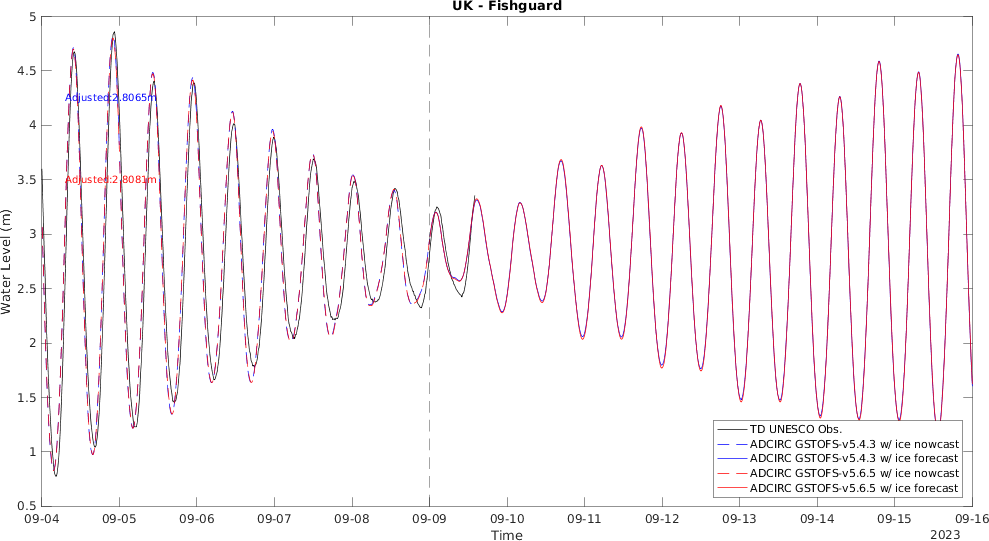 UK - Fishguard
5
4.5
4
3.5
3
2.5
2
1.5
1
0.5
Water Level (m)
Adjusted:2.8065m
Adjusted:2.8081m
TD UNESCO Obs.
ADCIRC GSTOFS-v5.4.3 w/ ice nowcast
ADCIRC GSTOFS-v5.4.3 w/ ice forecast
ADCIRC GSTOFS-v5.6.5 w/ ice nowcast
ADCIRC GSTOFS-v5.6.5 w/ ice forecast
09-04 09-05 09-06 09-07 09-08 09-09 09-10 09-11 09-12 09-13 09-14 09-15 09-16
Time
2023